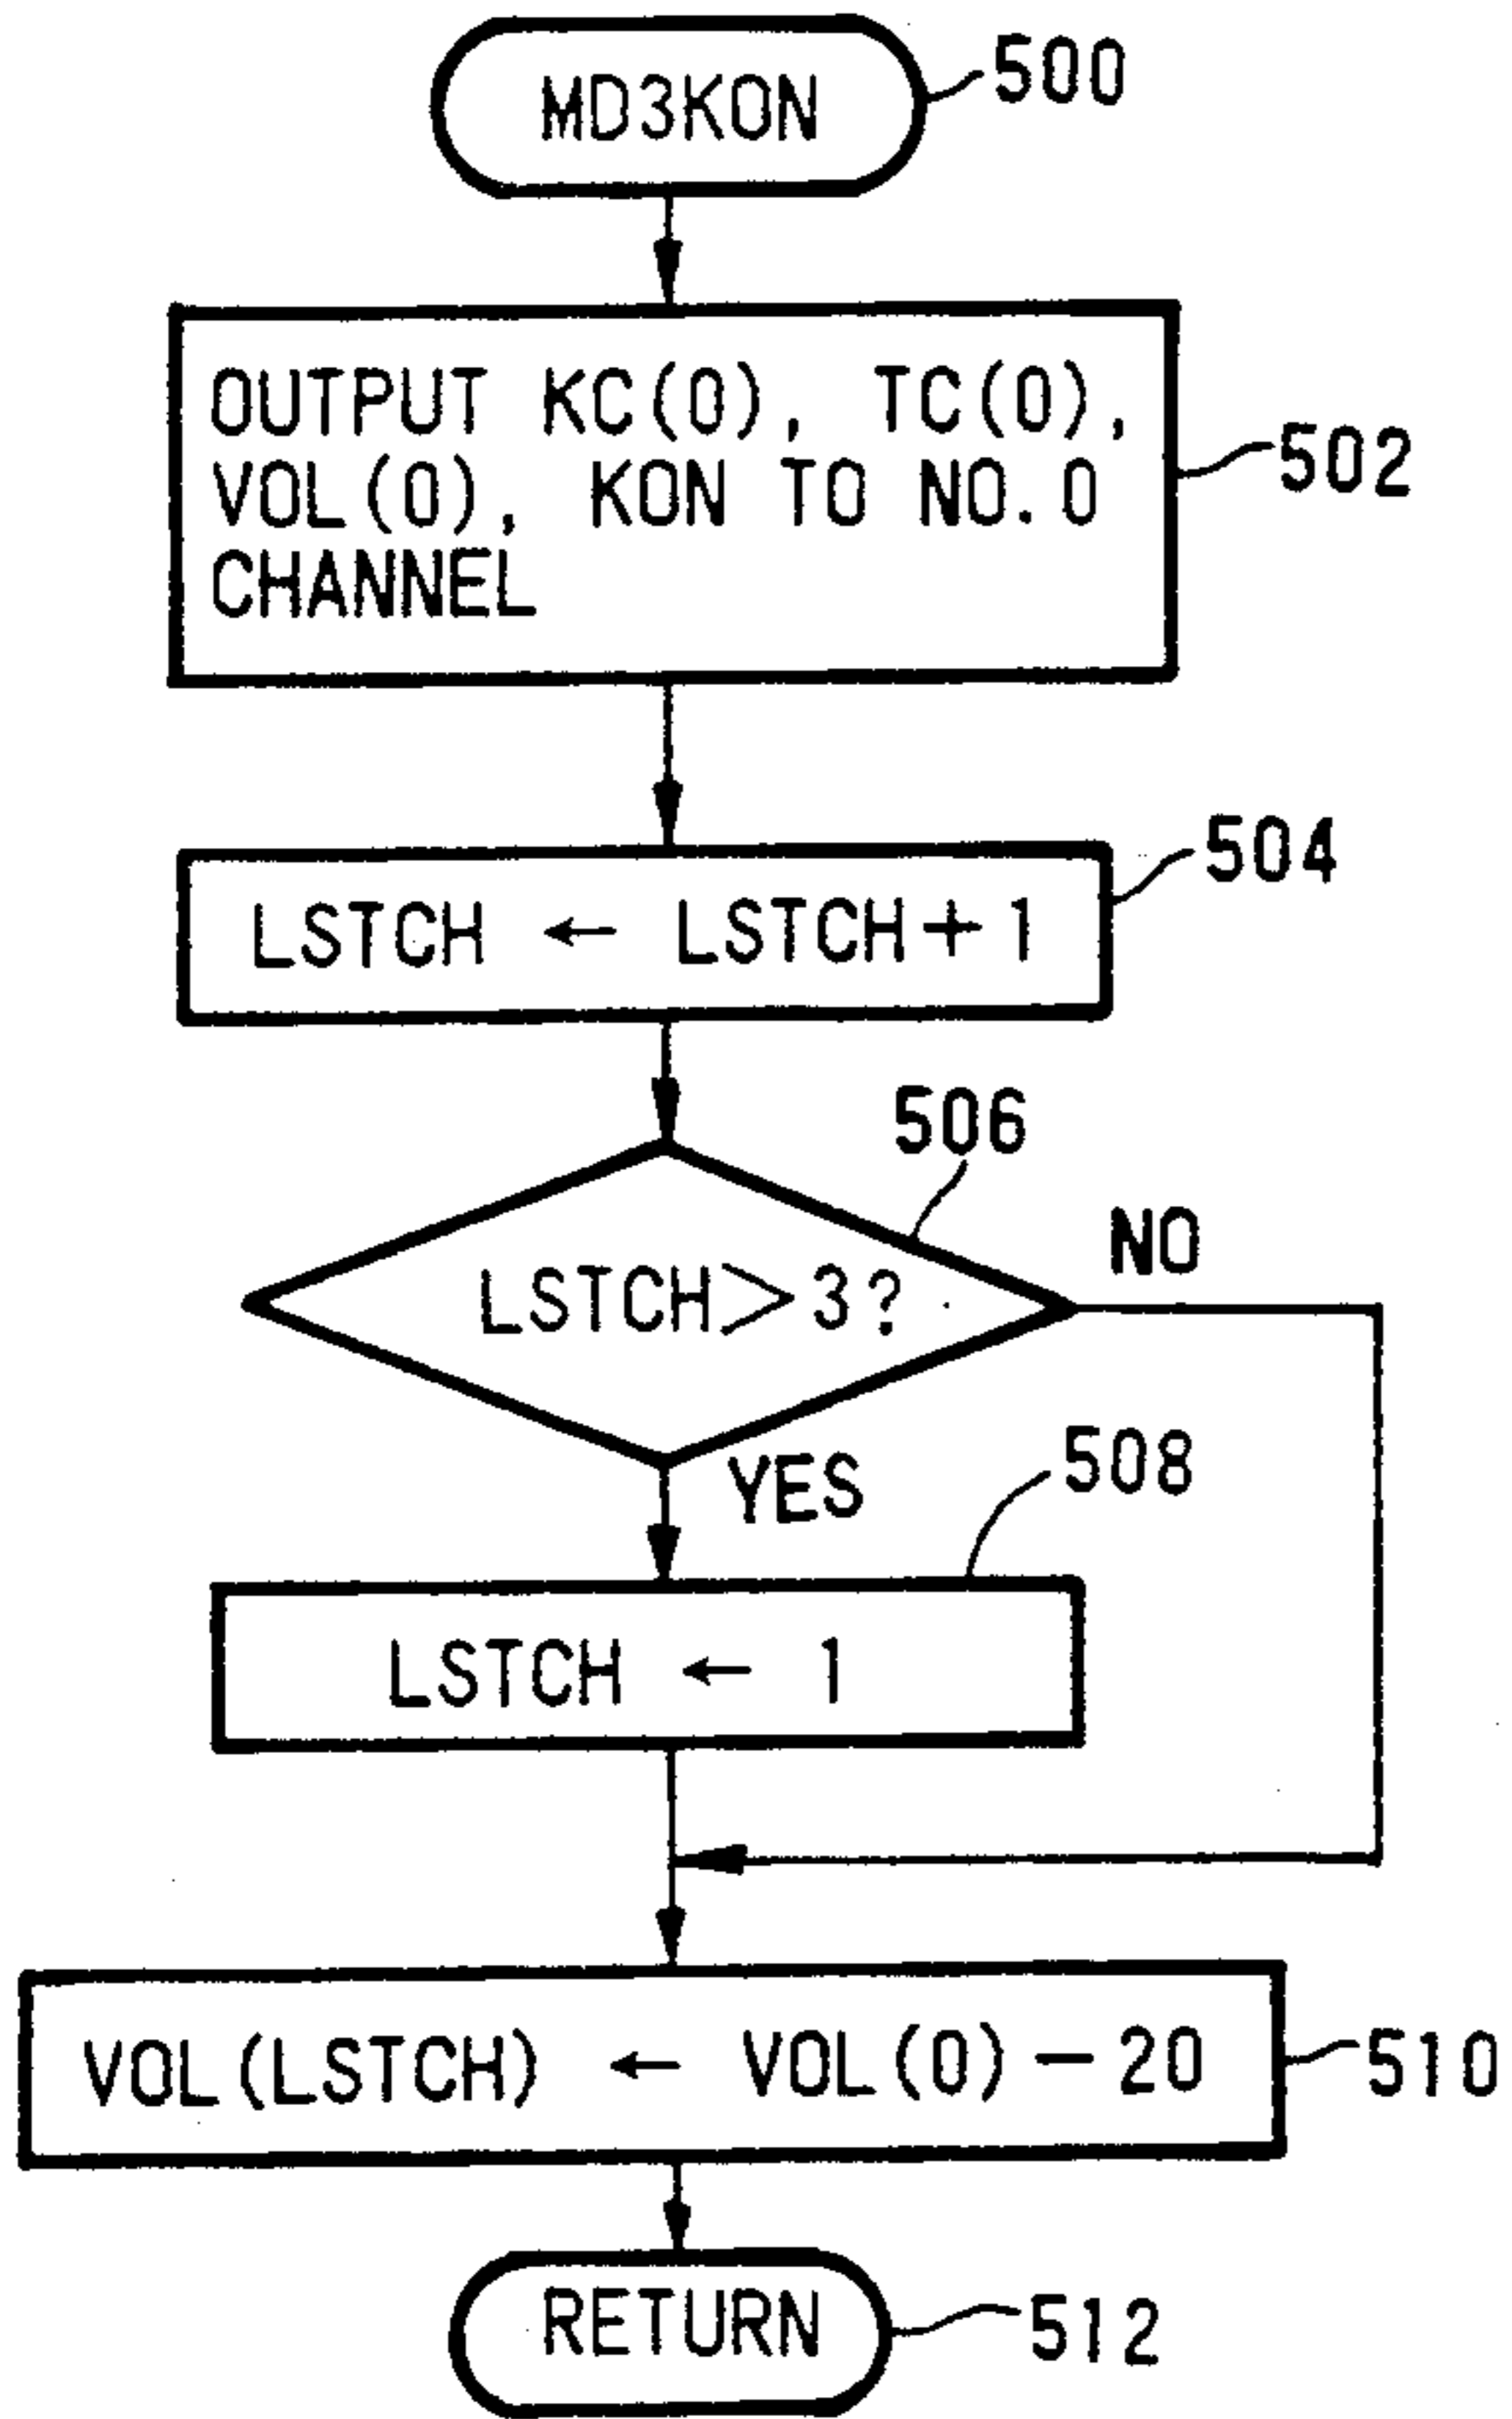 MD3KON
500
OUTPUT KC(0), TC(0),
VOL(0), KON TO NO. 0
CHANNEL
502
LSTCH ← LSTCH+1
504
506
LSTCH>3?
NO
YES
508
LSTCH ← 1
VOL(LSTCH) ← VOL(0)-20
510
RETURN
512